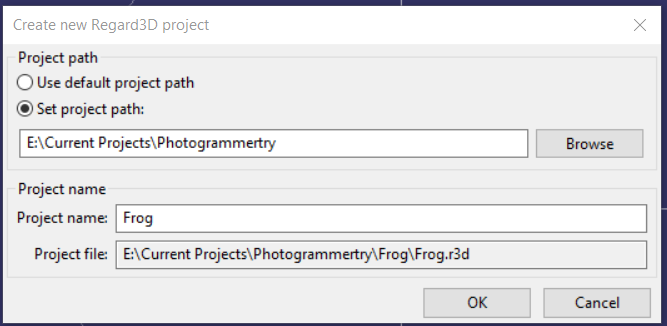 Create new Regard3D project
Project path
Use default project path
Set project path:
E:\Current Projects\Photogrammertry
Browse
Project name
Project name: Frog
Project file: E:\Current Projects\Photogrammertry\Frog\Frog.r3d
OK Cancel